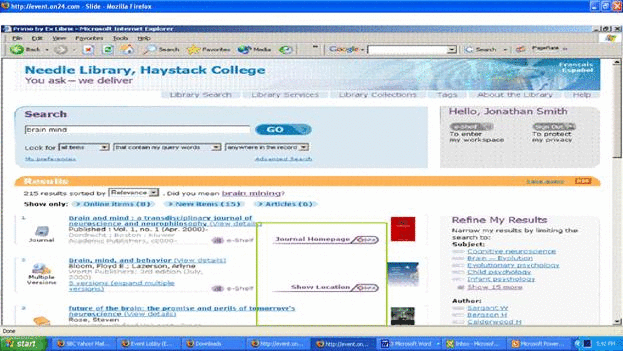 http://event.on24.com - Slide - Mozilla Firefox
Primo by Ex Libris - Microsoft Internet Explorer
File Edit View Favorites Tools Help
Back Search Favorites Media Google Search PageRank
Needle Library, Haystack College
You ask – we deliver
Français
Español
Library Search Library Services Library Collections Tags About the Library Help
Search
brain mind GO
Look for all items that contain my query words anywhere in the record
My preferences Advanced Search
Hello, Jonathan Smith
e-Shelf Sign Out
To enter my workspace
To protect my privacy
Results
Save query RSS
215 results sorted by Relevance . Did you mean brain mining?
Show only: Online items (8) New items (15) Articles (6)
1. Brain and mind : a transdisciplinary journal of
neuroscience and neurophilosophy (View details)
Published : Vol. 1, no. 1 (Apr. 2000)-
Dordrecht ; Boston : Kluwer
Academic Publishers, c2000-
Journal
e-Shelf
Journal Homepage
Brain, mind, and behavior (View details)
Bloom, Floyd E.; Lazerson, Arlyne
Worth Publishers; 3rd edition (July,
2000)
5 versions (expand multiple
versions)
Multiple
Versions
e-Shelf
Show Location
future of the brain: the promise and perils of tomorrow's
neuroscience (View details)
Rose, Steven
Refine My Results
Narrow my results by limiting the
search to:
Subject:
Cognitive neuroscience
Brain -- Evolution
Evolutionary psychology
Child psychology
Infant psychology
Show 15 more
Author:
Sargant W
Berazon H
Calderwood H
Done
start SBC Yahoo! Mail Event Lobby (E Downloads http://event.on http://event.on 3 Microsoft Word Inbox - Microsoft Microsoft Power 5:42 PM